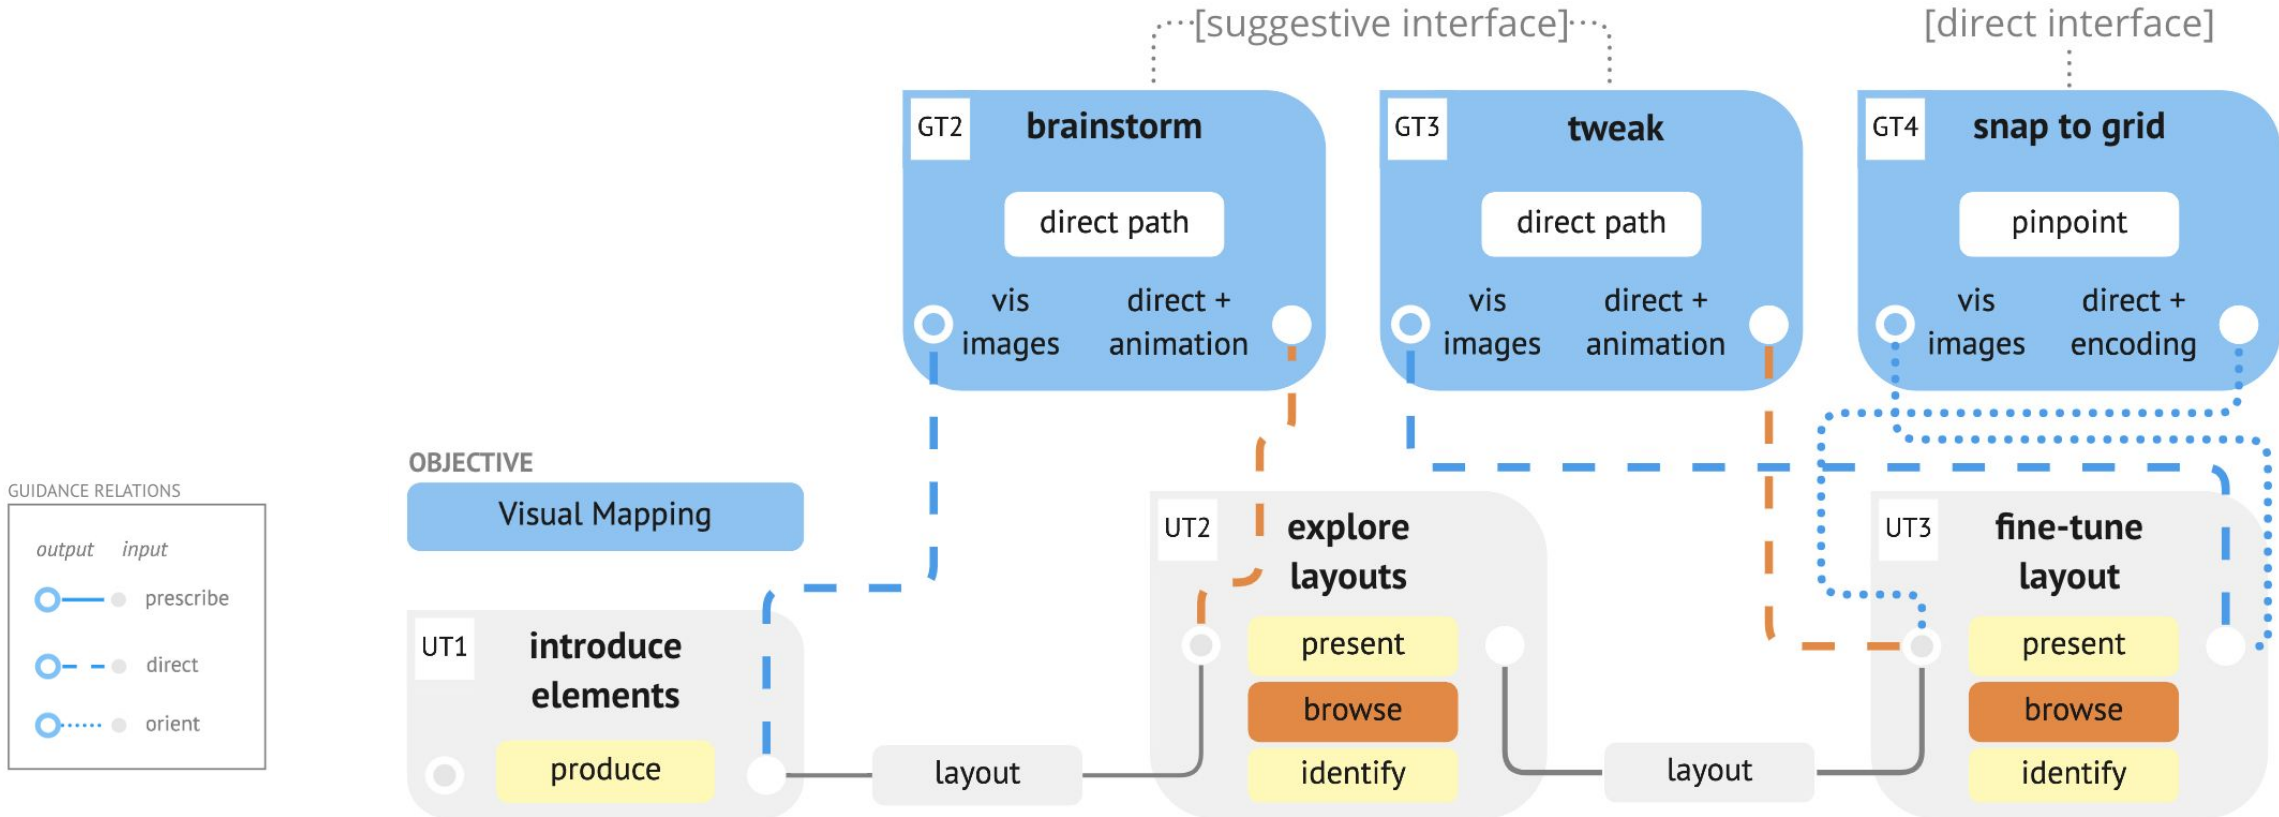 [suggestive interface]
[direct interface]
GT2
brainstorm
direct path
vis
images
direct +
animation
GT3
tweak
direct path
vis
images
direct +
animation
GT4
snap to grid
pinpoint
vis
images
direct +
encoding
GUIDANCE RELATIONS
output
input
prescribe
direct
orient
OBJECTIVE
Visual Mapping
UT1
introduce
elements
produce
layout
UT2
explore
layouts
present
browse
identify
layout
UT3
fine-tune
layout
present
browse
identify